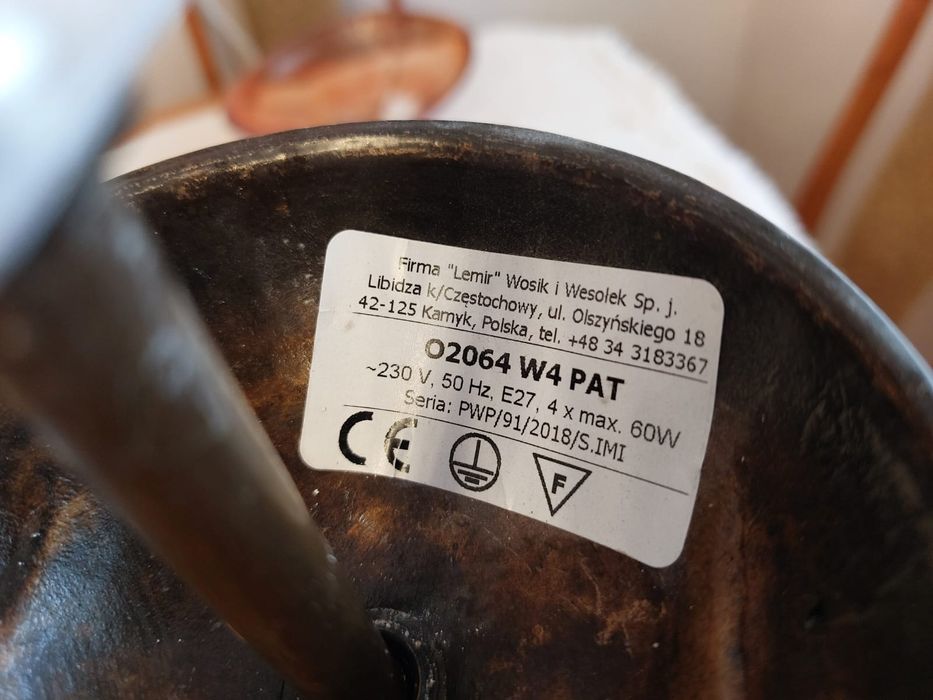 Firma "Lemir" Wosik i Wesołek Sp. j.
Libidza k/Częstochowy, ul. Olszyńskiego 18
42-125 Kamyk, Polska, tel. +48 34 3183367
O2064 W4 PAT
~230 V, 50 Hz, E27, 4 x max. 60W
Seria: PWP/91/2018/S.IMI
CE F